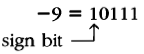 -9 = 10111
sign bit